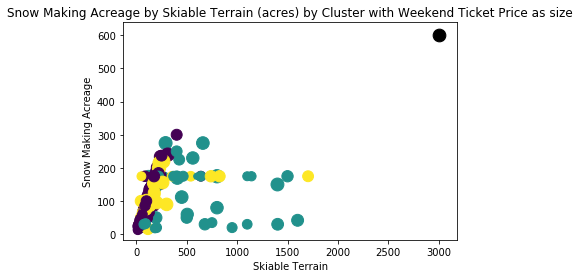 Snow Making Acreage by Skiable Terrain (acres) by Cluster with Weekend Ticket Price as size
600
500
400
300
200
100
0
Snow Making Acreage
0 500 1000 1500 2000 2500 3000
Skiable Terrain